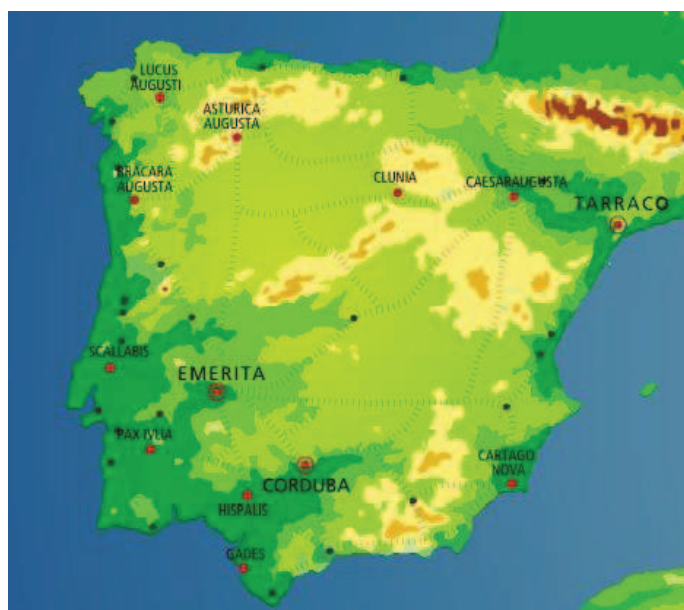 LUCUS
AUGUSTI
ASTURICA
AUGUSTA
BRACARA
AUGUSTA
CLUNIA
CAESARAUGUSTA
TARRACO
SCALLABIS
EMERITA
PAX IVLIA
CORDUBA
HISPALIS
CARTAGO
NOVA
GADES